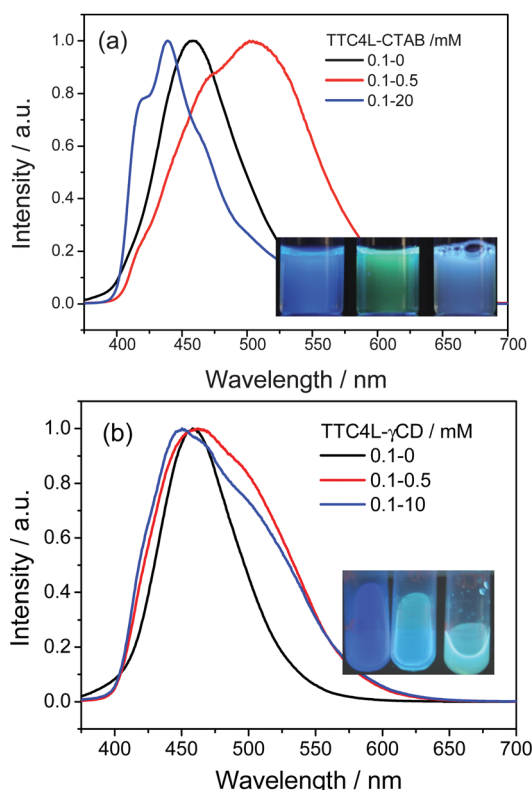 (a)
TTC4L-CTAB /mM
0.1-0
0.1-0.5
0.1-20
Intensity / a.u.
1.0
0.8
0.6
0.4
0.2
0.0
400 450 500 550 600 650 700
Wavelength / nm
(b)
TTC4L-γCD / mM
0.1-0
0.1-0.5
0.1-10
Intensity / a.u.
1.0
0.8
0.6
0.4
0.2
0.0
400 450 500 550 600 650 700
Wavelength / nm